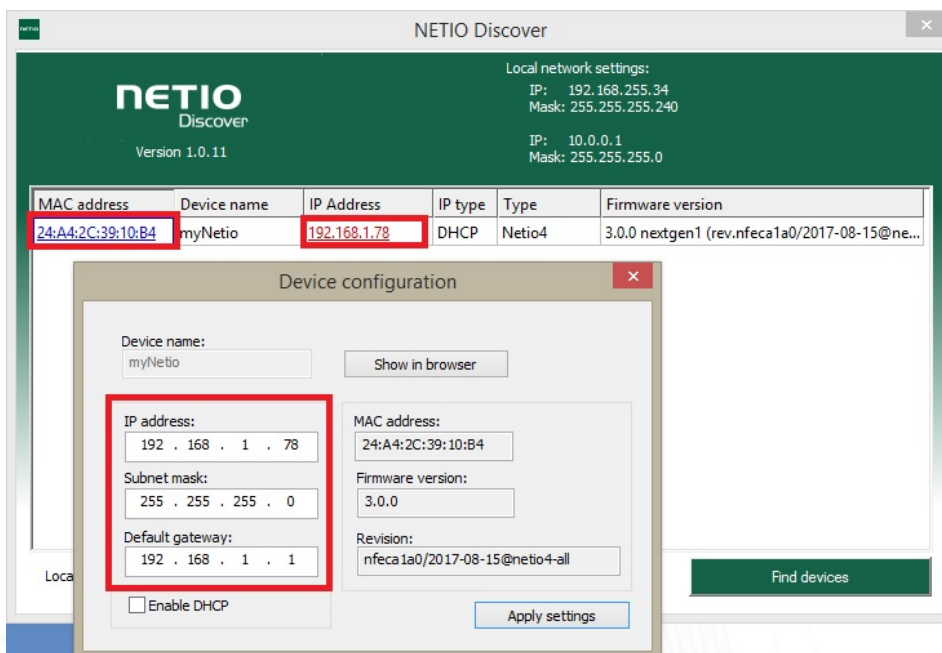 NETIO
NETIO Discover
NETIO
Discover
Version 1.0.11
Local network settings:
IP: 192.168.255.34
Mask: 255.255.255.240
IP: 10.0.0.1
Mask: 255.255.255.0
MAC address Device name IP Address IP type Type Firmware version
24:A4:2C:39:10:B4 myNetio 192.168.1.78 DHCP Netio4 3.0.0 nextgen1 (rev.nfeca1a0/2017-08-15@ne...
Device configuration
Device name:
myNetio
Show in browser
IP address:
192 . 168 . 1 . 78
Subnet mask:
255 . 255 . 255 . 0
Default gateway:
192 . 168 . 1 . 1
Enable DHCP
MAC address:
24:A4:2C:39:10:B4
Firmware version:
3.0.0
Revision:
nfeca1a0/2017-08-15@netio4-all
Apply settings
Loca
Find devices